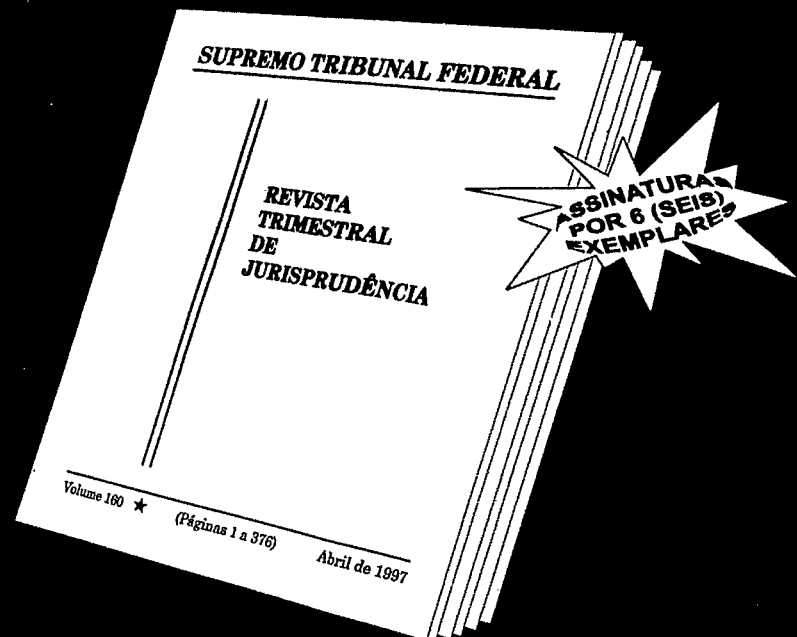 SUPREMO TRIBUNAL FEDERAL
REVISTA
TRIMESTRAL
DE
JURISPRUDÊNCIA
Volume 160 ★ (Páginas 1 a 376) Abril de 1997
ASSINATURAS
POR 6 (SEIS)
EXEMPLARES